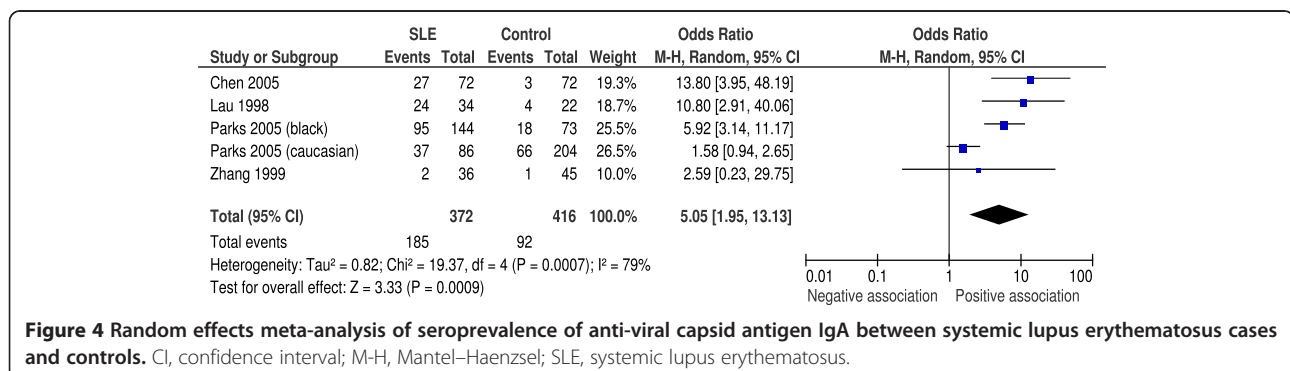 SLE Control Odds Ratio Odds Ratio
Study or Subgroup Events Total Events Total Weight M-H, Random, 95% CI M-H, Random, 95% CI
Chen 2005 27 72 3 72 19.3% 13.80 [3.95, 48.19]
Lau 1998 24 34 4 22 18.7% 10.80 [2.91, 40.06]
Parks 2005 (black) 95 144 18 73 25.5% 5.92 [3.14, 11.17]
Parks 2005 (caucasian) 37 86 66 204 26.5% 1.58 [0.94, 2.65]
Zhang 1999 2 36 1 45 10.0% 2.59 [0.23, 29.75]
Total (95% CI) 372 416 100.0% 5.05 [1.95, 13.13]
Total events 185 92
Heterogeneity: Tau² = 0.82; Chi² = 19.37, df = 4 (P = 0.0007); I² = 79%
Test for overall effect: Z = 3.33 (P = 0.0009)
0.01 0.1 1 10 100
Negative association Positive association
Figure 4 Random effects meta-analysis of seroprevalence of anti-viral capsid antigen IgA between systemic lupus erythematosus cases
and controls. CI, confidence interval; M-H, Mantel–Haenzsel; SLE, systemic lupus erythematosus.